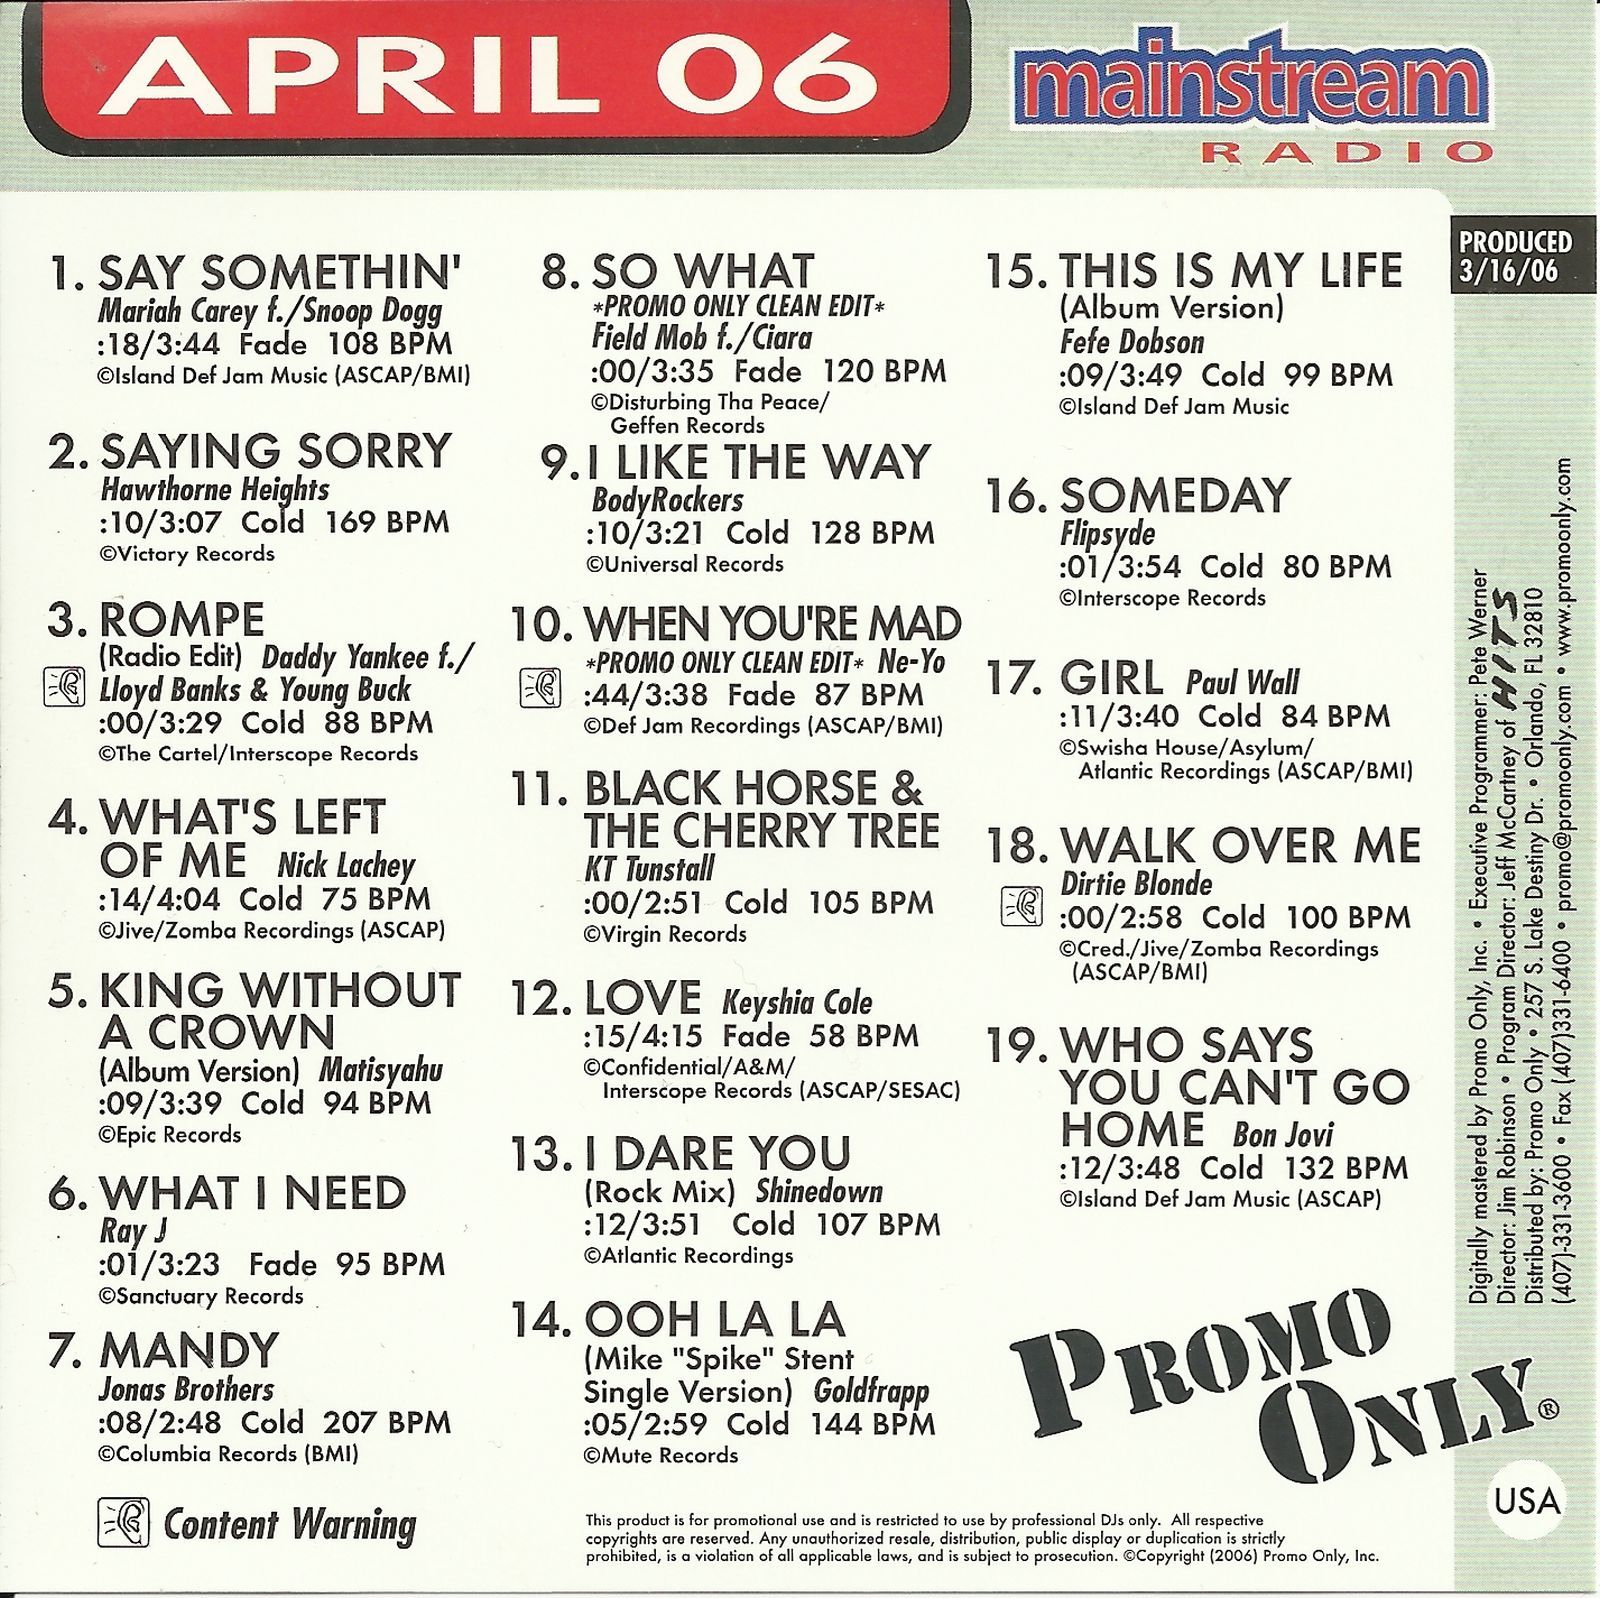 APRIL 06
mainstream
RADIO
PRODUCED
3/16/06
1. SAY SOMETHIN'
Mariah Carey f./Snoop Dogg
:18/3:44 Fade 108 BPM
©Island Def Jam Music (ASCAP/BMI)
2. SAYING SORRY
Hawthorne Heights
:10/3:07 Cold 169 BPM
©Victory Records
3. ROMPE
(Radio Edit) Daddy Yankee f./
Lloyd Banks & Young Buck
:00/3:29 Cold 88 BPM
©The Cartel/Interscope Records
4. WHAT'S LEFT
OF ME Nick Lachey
:14/4:04 Cold 75 BPM
©Jive/Zomba Recordings (ASCAP)
5. KING WITHOUT
A CROWN
(Album Version) Matisyahu
:09/3:39 Cold 94 BPM
©Epic Records
6. WHAT I NEED
Ray J
:01/3:23 Fade 95 BPM
©Sanctuary Records
7. MANDY
Jonas Brothers
:08/2:48 Cold 207 BPM
©Columbia Records (BMI)
Content Warning
8. SO WHAT
*PROMO ONLY CLEAN EDIT*
Field Mob f./Ciara
:00/3:35 Fade 120 BPM
©Disturbing Tha Peace/
Geffen Records
9. I LIKE THE WAY
BodyRockers
:10/3:21 Cold 128 BPM
©Universal Records
10. WHEN YOU'RE MAD
*PROMO ONLY CLEAN EDIT* Ne-Yo
:44/3:38 Fade 87 BPM
©Def Jam Recordings (ASCAP/BMI)
11. BLACK HORSE &
THE CHERRY TREE
KT Tunstall
:00/2:51 Cold 105 BPM
©Virgin Records
12. LOVE Keyshia Cole
:15/4:15 Fade 58 BPM
©Confidential/A&M/
Interscope Records (ASCAP/SESAC)
13. I DARE YOU
(Rock Mix) Shinedown
:12/3:51 Cold 107 BPM
©Atlantic Recordings
14. OOH LA LA
(Mike "Spike" Stent
Single Version) Goldfrapp
:05/2:59 Cold 144 BPM
©Mute Records
15. THIS IS MY LIFE
(Album Version)
Fefe Dobson
:09/3:49 Cold 99 BPM
©Island Def Jam Music
16. SOMEDAY
Flipsyde
:01/3:54 Cold 80 BPM
©Interscope Records
17. GIRL Paul Wall
:11/3:40 Cold 84 BPM
©Swisha House/Asylum/
Atlantic Recordings (ASCAP/BMI)
18. WALK OVER ME
Dirtie Blonde
:00/2:58 Cold 100 BPM
©Cred./Jive/Zomba Recordings
(ASCAP/BMI)
19. WHO SAYS
YOU CAN'T GO
HOME Bon Jovi
:12/3:48 Cold 132 BPM
©Island Def Jam Music (ASCAP)
PROMO
ONLY®
USA
This product is for promotional use and is restricted to use by professional DJs only. All respective
copyrights are reserved. Any unauthorized resale, distribution, public display or duplication is strictly
prohibited, is a violation of all applicable laws, and is subject to prosecution. ©Copyright (2006) Promo Only, Inc.
Digitally mastered by Promo Only, Inc. • Executive Programmer: Pete Werner
Director: Jim Robinson • Program Director: Jeff McCartney of HITS
Distributed by: Promo Only • 257 S. Lake Destiny Dr. • Orlando, FL 32810
(407)-331-3600 • Fax (407)331-6400 • promo@promoonly.com • www.promoonly.com